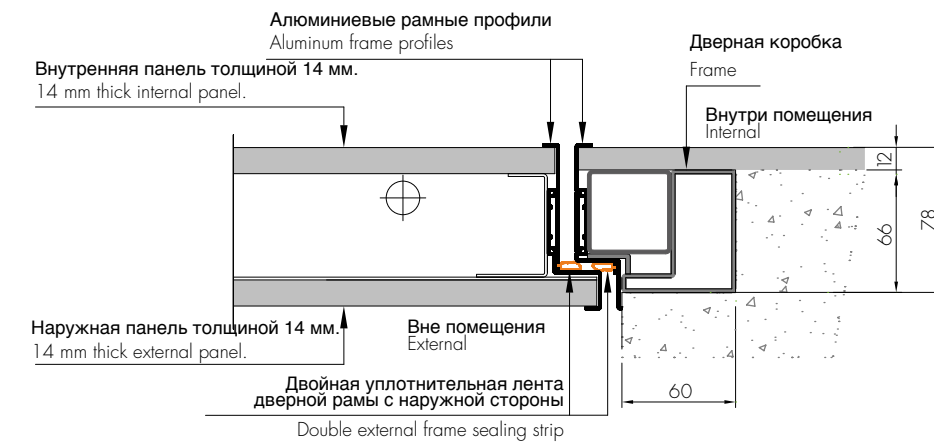 Алюминиевые рамные профили
Aluminum frame profiles
Дверная коробка
Frame
Внутренняя панель толщиной 14 мм.
14 mm thick internal panel.
Внутри помещения
Internal
12
66
78
Наружная панель толщиной 14 мм.
14 mm thick external panel.
Вне помещения
External
Двойная уплотнительная лента
дверной рамы с наружной стороны
Double external frame sealing strip
60